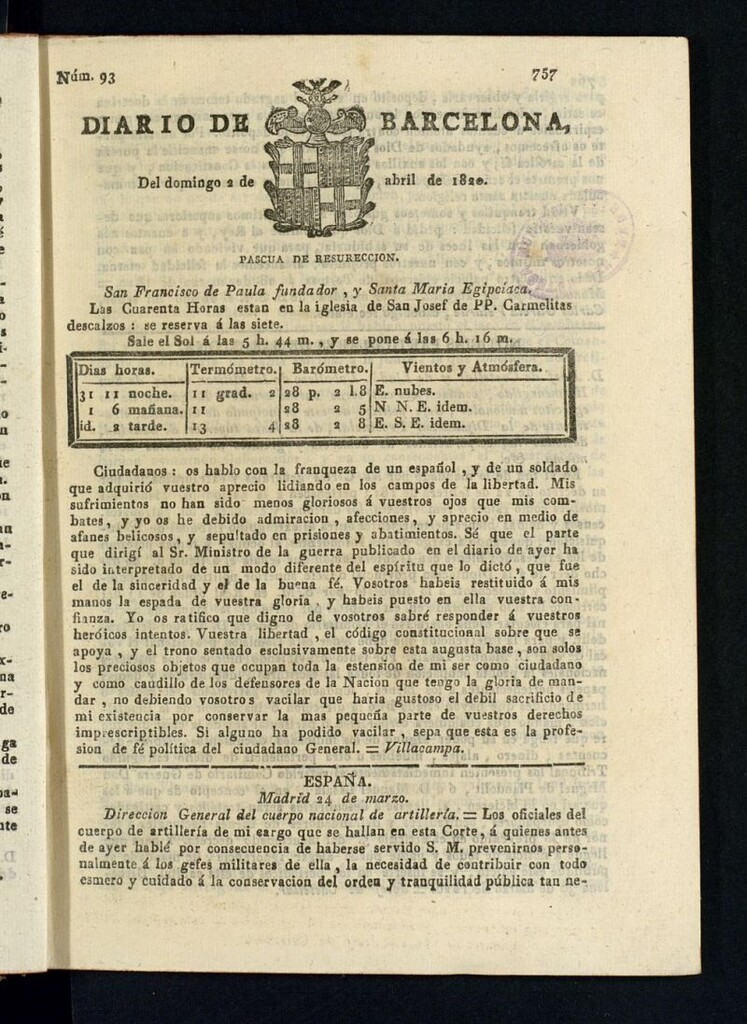 Núm. 93
757
DIARIO DE BARCELONA,
Del domingo 2 de abril de 1820.
PASCUA DE RESURECCION.
San Francisco de Paula fundador , y Santa Maria Egipciaca.
Las Cuarenta Horas estan en la iglesia de San Josef de PP. Carmelitas
descalzos : se reserva á las siete.
Sale el Sol á las 5 h. 44 m. , y se pone á las 6 h. 16 m.
Dias horas. Termómetro. Barómetro. Vientos y Atmósfera.
31 11 noche. 11 grad. 2 28 p. 2 l.8 E. nubes.
1 6 mañana. 11 28 2 5 N N. E. idem.
id. 2 tarde. 13 4 28 2 8 E. S. E. idem.
Ciudadanos : os hablo con la franqueza de un español , y de un soldado
que adquirió vuestro aprecio lidiando en los campos de la libertad. Mis
sufrimientos no han sido menos gloriosos á vuestros ojos que mis com-
bates, y yo os he debido admiracion , afecciones, y aprecio en medio de
afanes belicosos, y sepultado en prisiones y abatimientos. Sé que el parte
que dirigí al Sr. Ministro de la guerra publicado en el diario de ayer ha
sido interpretado de un modo diferente del espíritu que lo dictó, que fue
el de la sinceridad y el de la buena fé. Vosotros habeis restituido á mis
manos la espada de vuestra gloria , y habeis puesto en ella vuestra con-
fianza. Yo os ratifico que digno de vosotros sabré responder á vuestros
heróicos intentos. Vuestra libertad , el código constitucional sobre que se
apoya , y el trono sentado esclusivamente sobre esta augusta base , son solos
los preciosos objetos que ocupan toda la estension de mi ser como ciudadano
y como caudillo de los defensores de la Nacion que tengo la gloria de man-
dar , no debiendo vosotros vacilar que haria gustoso el debil sacrificio de
mi existencia por conservar la mas pequeña parte de vuestros derechos
imprescriptibles. Si alguno ha podido vacilar , sepa que esta es la profe-
sion de fé política del ciudadano General. = Villacampa.
ESPAÑA.
Madrid 24 de marzo.
Direccion General del cuerpo nacional de artillería. = Los oficiales del
cuerpo de artillería de mi cargo que se hallan en esta Corte, á quienes antes
de ayer hablé por consecuencia de haberse servido S. M. prevenirnos perso-
nalmente á los gefes militares de ella , la necesidad de contribuir con todo
esmero y cuidado á la conservacion del orden y tranquilidad pública tan ne-